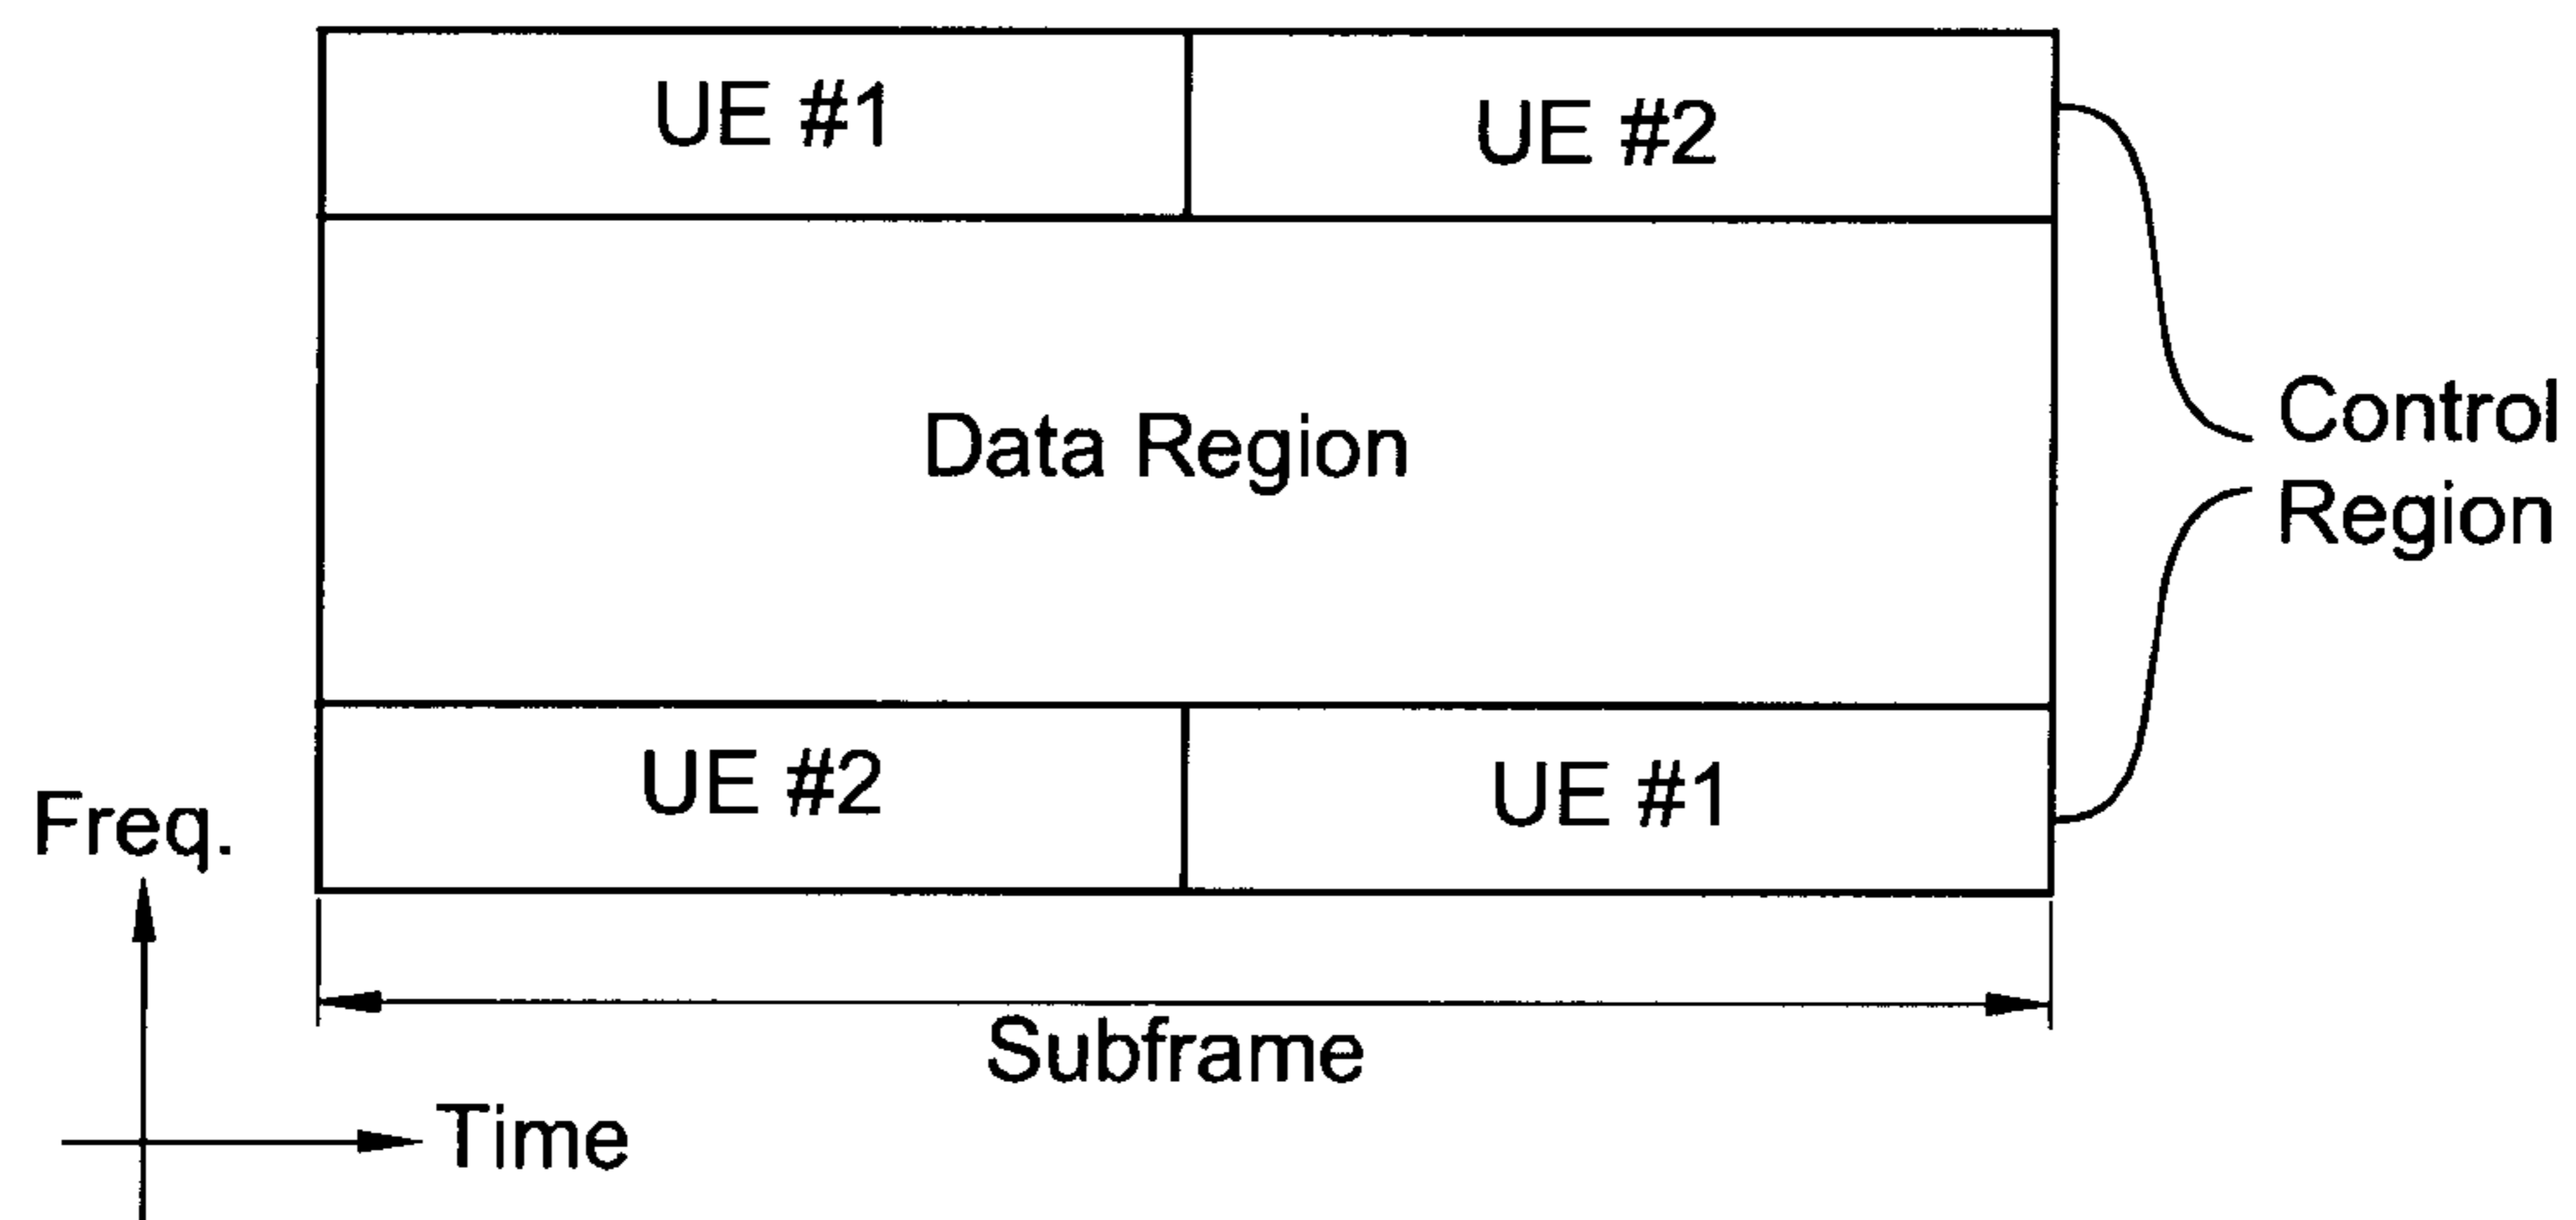 UE #1
UE #2
Data Region
Control
Region
UE #2
UE #1
Freq.
Subframe
Time